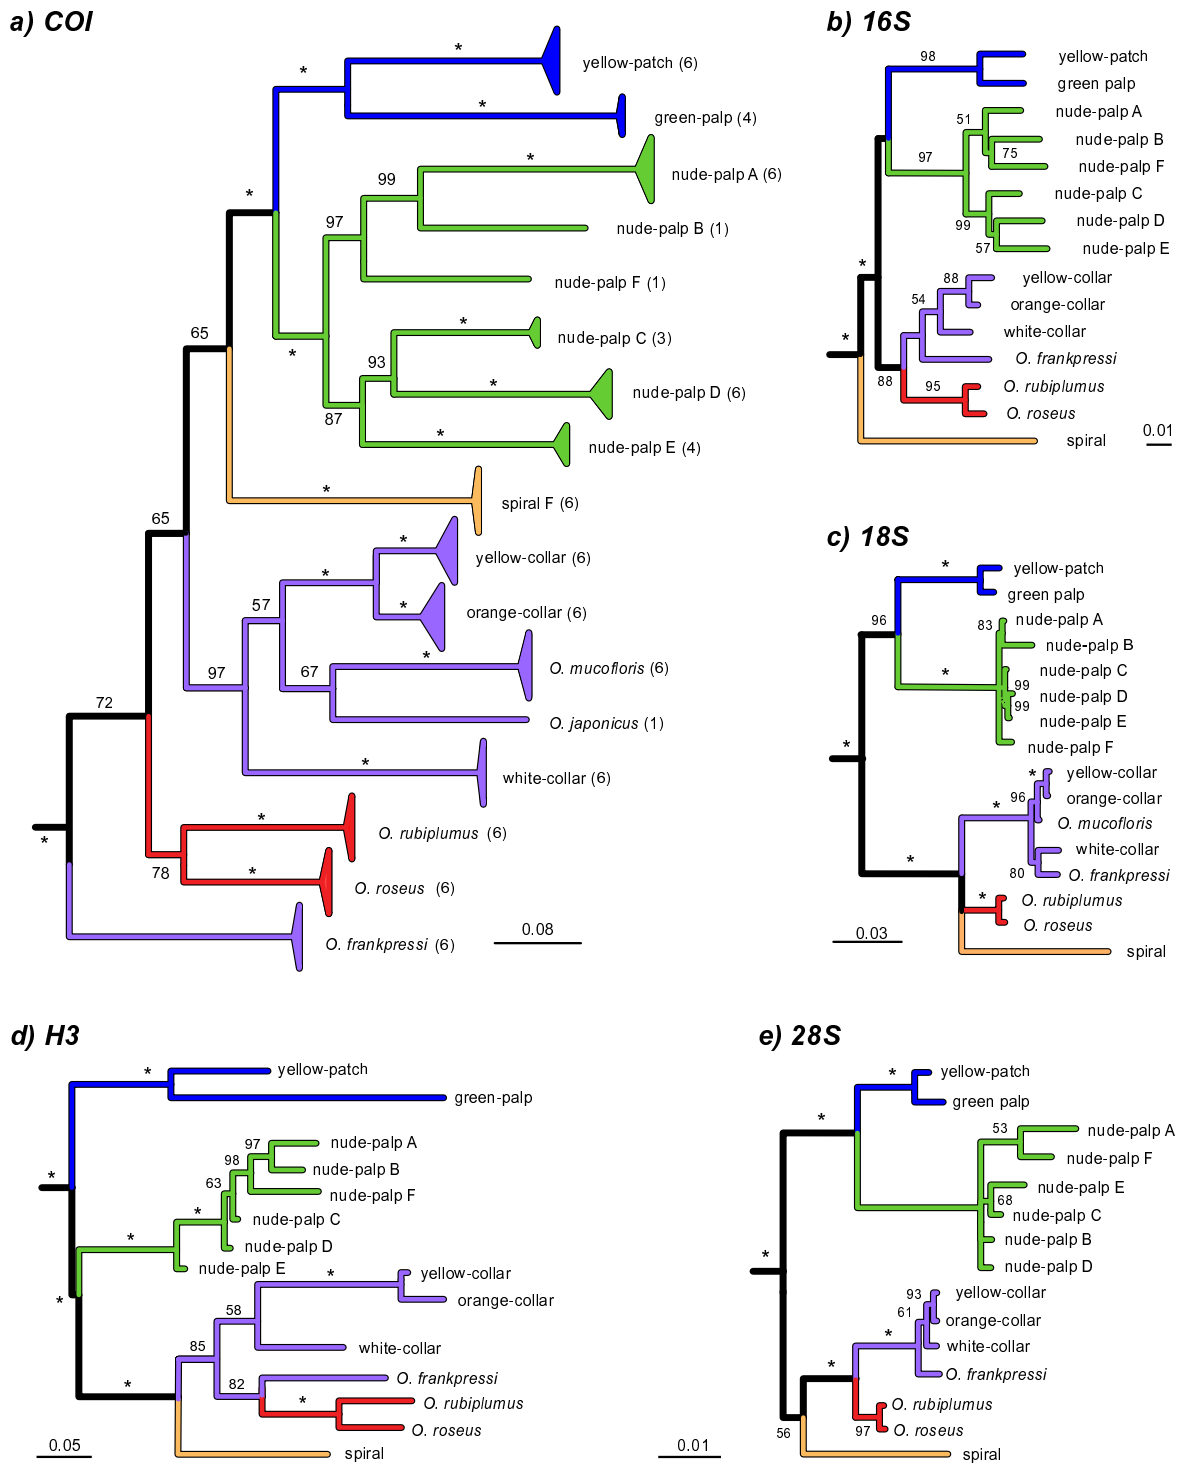 a) COI
*
yellow-patch (6)
*
*
green-palp (4)
*
nude-palp A (6)
99
*
97
nude-palp B (1)
nude-palp F (1)
*
nude-palp C (3)
65
*
93
*
nude-palp D (6)
87
*
nude-palp E (4)
*
spiral F (6)
65
*
yellow-collar (6)
*
57
*
orange-collar (6)
*
O. mucofloris (6)
97
67
O. japonicus (1)
72
*
white-collar (6)
*
O. rubiplumus (6)
*
78
*
O. roseus (6)
O. frankpressi (6)
0.08
b) 16S
98
yellow-patch
green palp
51
nude-palp A
nude-palp B
97
75
nude-palp F
nude-palp C
99
nude-palp D
57
nude-palp E
*
88
yellow-collar
54
orange-collar
*
white-collar
O. frankpressi
88
95
O. rubiplumus
O. roseus
0.01
spiral
c) 18S
*
yellow-patch
green palp
96
83
nude-palp A
nude-palp B
*
nude-palp C
99
nude-palp D
99
nude-palp E
*
nude-palp F
*
yellow-collar
*
96
orange-collar
O. mucofloris
*
white-collar
80
O. frankpressi
*
O. rubiplumus
O. roseus
0.03
spiral
d) H3
*
yellow-patch
green-palp
97
nude-palp A
98
nude-palp B
*
63
nude-palp F
*
nude-palp C
*
nude-palp D
nude-palp E
*
yellow-collar
*
orange-collar
58
85
white-collar
*
82
O. frankpressi
*
O. rubiplumus
O. roseus
0.05
spiral
e) 28S
*
yellow-patch
green palp
*
53
nude-palp A
nude-palp F
nude-palp E
68
nude-palp C
nude-palp B
*
nude-palp D
93
yellow-collar
61
orange-collar
*
white-collar
*
O. frankpressi
O. rubiplumus
56
97
O. roseus
0.01
spiral